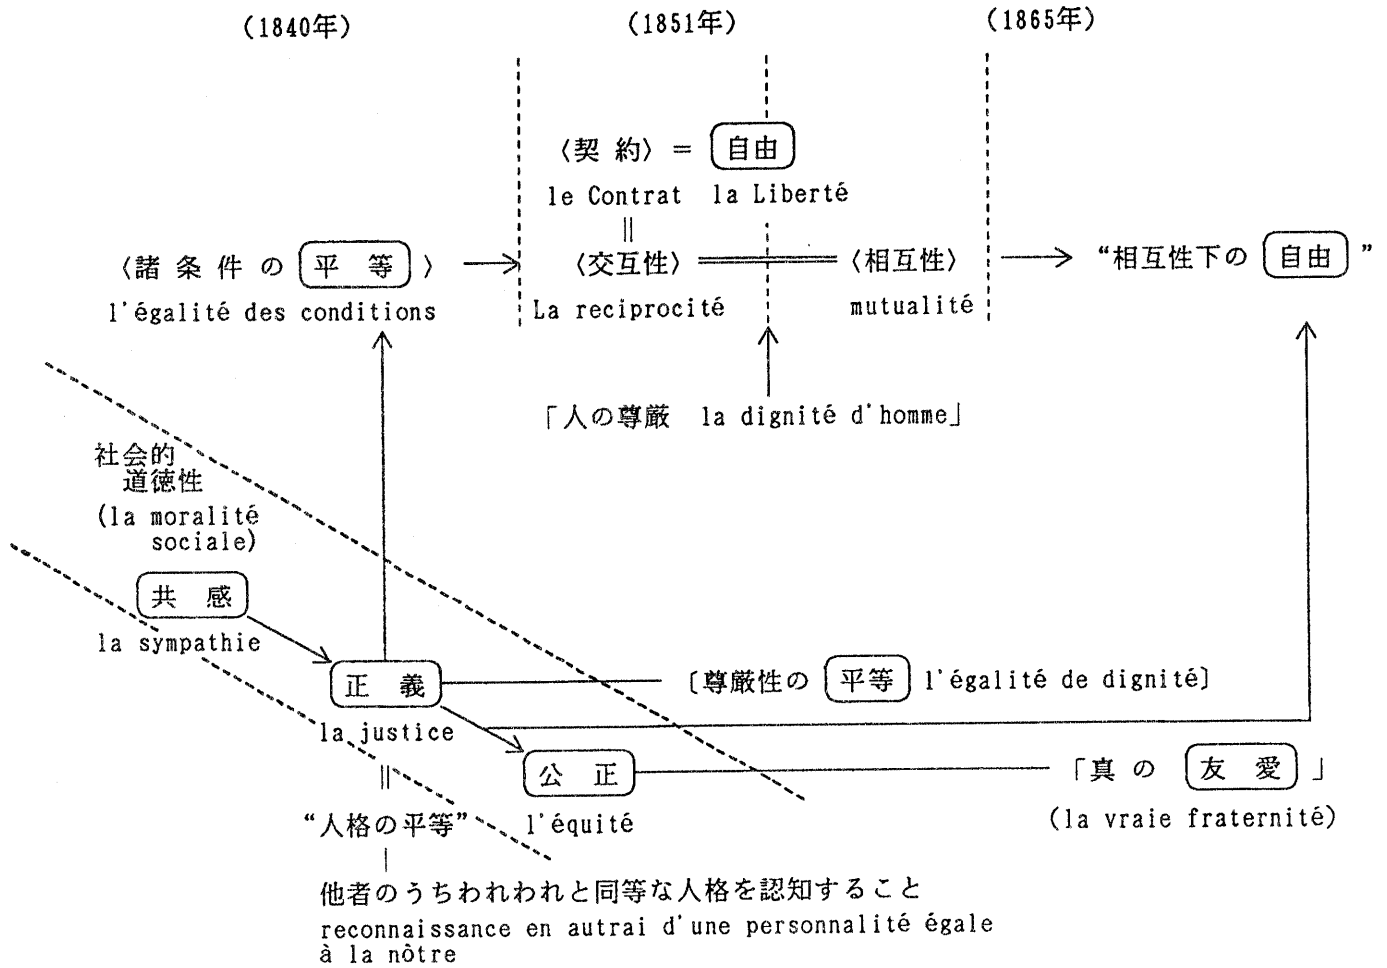 (1840年)
(1851年)
(1865年)
〈契 約〉＝ 自由
le Contrat la Liberté
‖
〈諸 条 件 の 平 等 〉
〈交互性〉
〈相互性〉
“相互性下の 自由 ”
l'égalité des conditions
La reciprocité
mutualité
「人の尊厳 la dignité d'homme」
社会的
道徳性
(la moralité
sociale)
共 感
la sympathie
正 義
〔尊厳性の 平等 l'égalité de dignité〕
la justice
‖
公 正
「真 の 友 愛 」
“人格の平等”
l'équité
(la vraie fraternité)
他者のうちわれわれと同等な人格を認知すること
reconnaissance en autrai d'une personnalité égale
à la nôtre